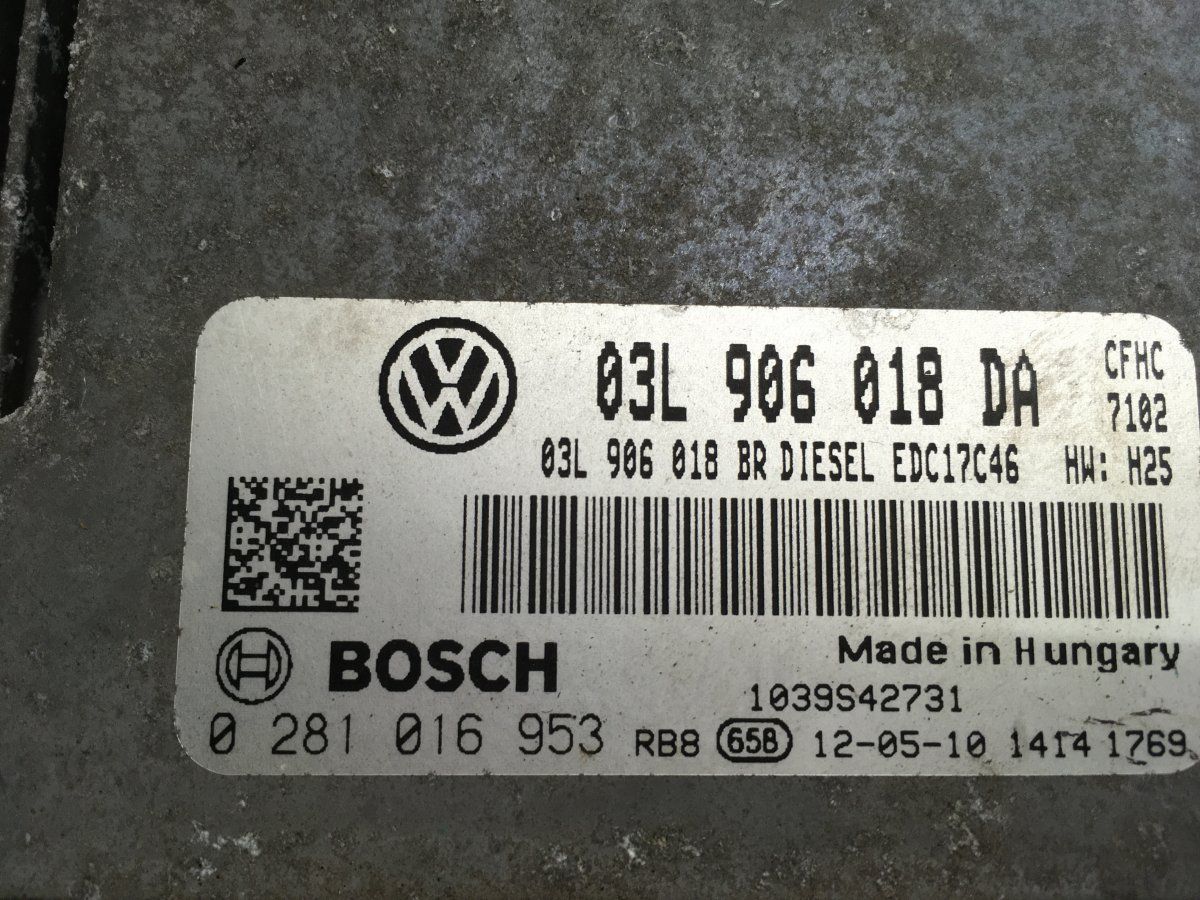 03L 906 018 DA CFHC
7102
03L 906 018 BR DIESEL EDC17C46 HW: H25
Made in Hungary
BOSCH
1039S42731
0 281 016 953 RB8 658 12-05-10 1414 1769